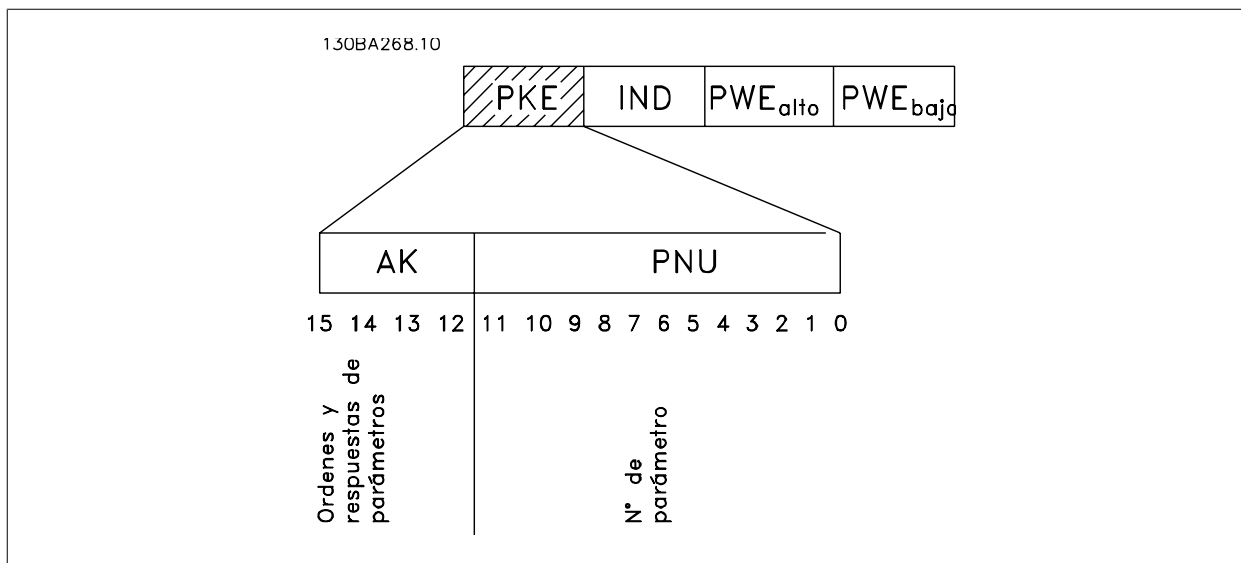 130BA268.10
PKE IND PWEalto PWEbajo
AK PNU
15 14 13 12 11 10 9 8 7 6 5 4 3 2 1 0
Ordenes y
respuestas de
parámetros
N° de
parámetro